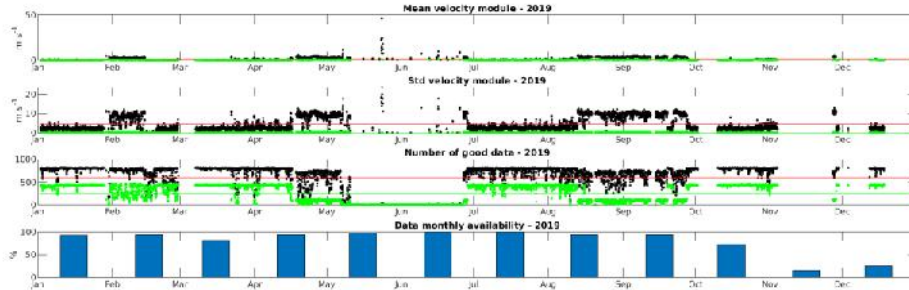 Mean velocity module - 2019
50
m s⁻¹
0
Jan Feb Mar Apr May Jun Jul Aug Sep Oct Nov Dec
Std velocity module - 2019
20
m s⁻¹
10
0
Jan Feb Mar Apr May Jun Jul Aug Sep Oct Nov Dec
Number of good data - 2019
1000
500
0
Jan Feb Mar Apr May Jun Jul Aug Sep Oct Nov Dec
Data monthly availability - 2019
100
%
50
0
Jan Feb Mar Apr May Jun Jul Aug Sep Oct Nov Dec